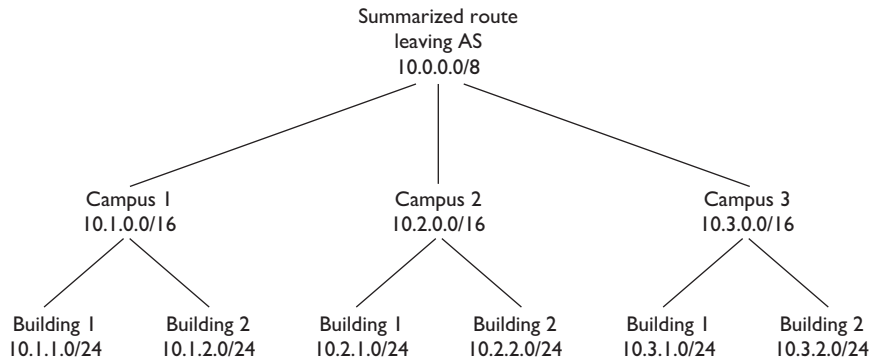 Summarized route
leaving AS
10.0.0.0/8
Campus 1
10.1.0.0/16
Campus 2
10.2.0.0/16
Campus 3
10.3.0.0/16
Building 1
10.1.1.0/24
Building 2
10.1.2.0/24
Building 1
10.2.1.0/24
Building 2
10.2.2.0/24
Building 1
10.3.1.0/24
Building 2
10.3.2.0/24